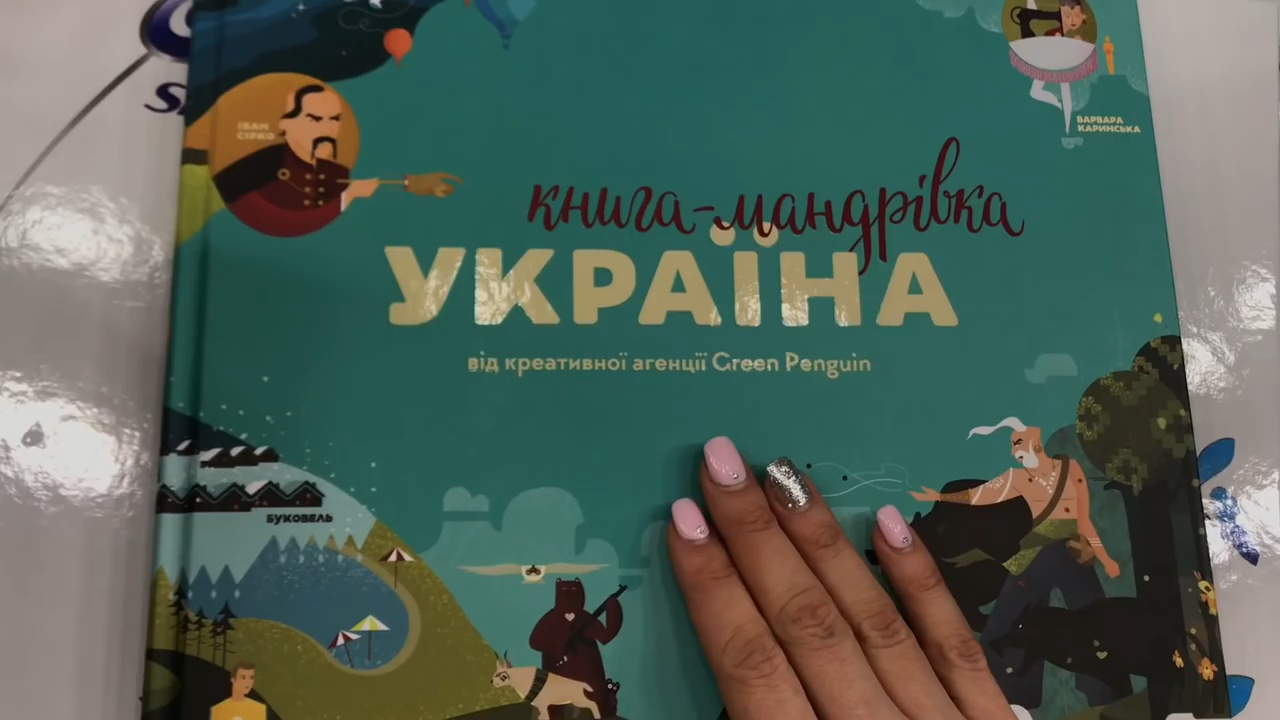 ІВАН
СІРКО
ВАРВАРА
КАРИНСЬКА
книга-мандрівка
УКРАЇНА
від креативної агенції Green Penguin
БУКОВЕЛЬ